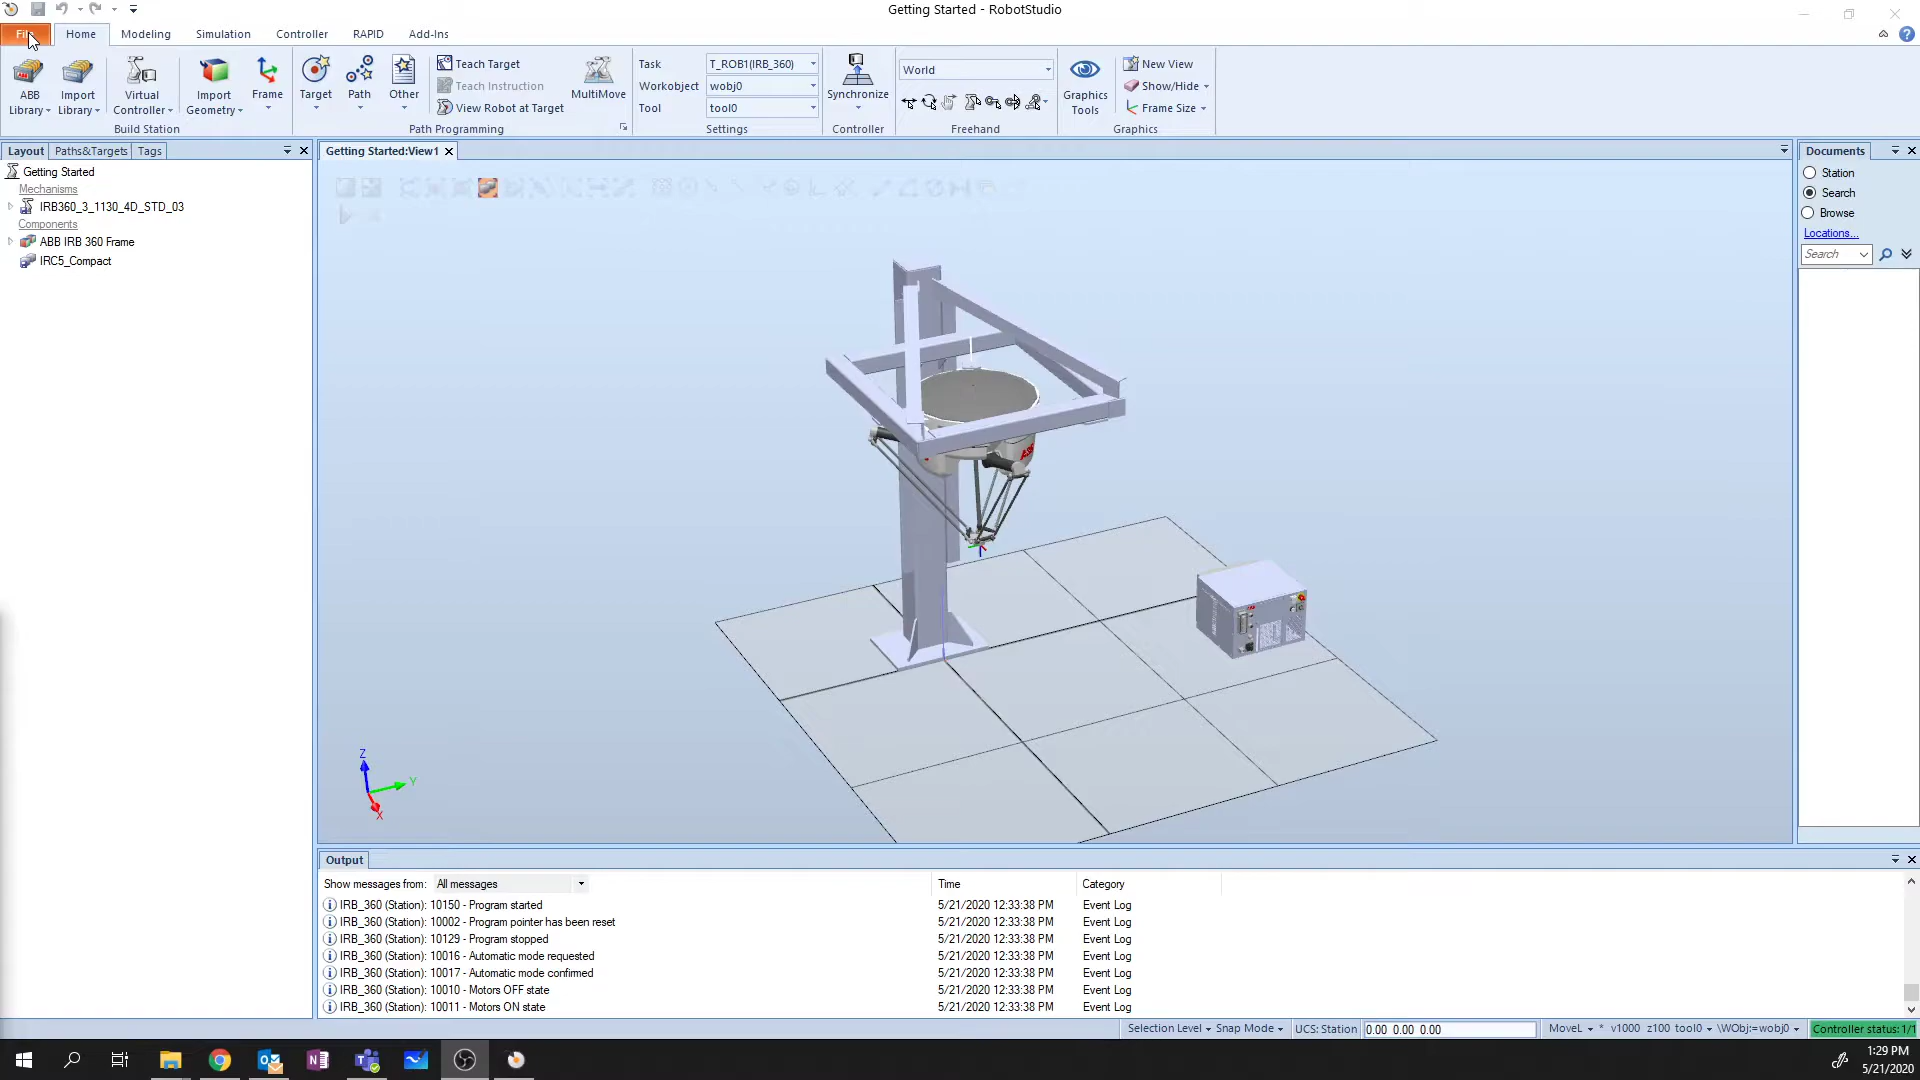 Getting Started - RobotStudio
Home Modeling Simulation Controller RAPID Add-Ins
ABB Library
Import Library
Virtual Controller
Import Geometry
Frame
Build Station
Target
Path
Other
Teach Target
Teach Instruction
View Robot at Target
MultiMove
Path Programming
Task T_ROB1(IRB_360)
Workobject wobj0
Tool tool0
Settings
Synchronize
Controller
World
Freehand
Graphics Tools
New View
Show/Hide
Frame Size
Graphics
Layout Paths&Targets Tags
Getting Started
Mechanisms
IRB360_3_1130_4D_STD_03
Components
ABB IRB 360 Frame
IRC5_Compact
Getting Started:View1
Z
Y
X
Documents
Station
Search
Browse
Locations...
Search
Output
Show messages from: All messages Time Category
IRB_360 (Station): 10150 - Program started 5/21/2020 12:33:38 PM Event Log
IRB_360 (Station): 10002 - Program pointer has been reset 5/21/2020 12:33:38 PM Event Log
IRB_360 (Station): 10129 - Program stopped 5/21/2020 12:33:38 PM Event Log
IRB_360 (Station): 10016 - Automatic mode requested 5/21/2020 12:33:38 PM Event Log
IRB_360 (Station): 10017 - Automatic mode confirmed 5/21/2020 12:33:38 PM Event Log
IRB_360 (Station): 10010 - Motors OFF state 5/21/2020 12:33:38 PM Event Log
IRB_360 (Station): 10011 - Motors ON state 5/21/2020 12:33:38 PM Event Log
Selection Level Snap Mode UCS: Station 0.00 0.00 0.00 MoveL * v1000 z100 tool0 \WObj:=wobj0 Controller status: 1/1
1:29 PM
5/21/2020